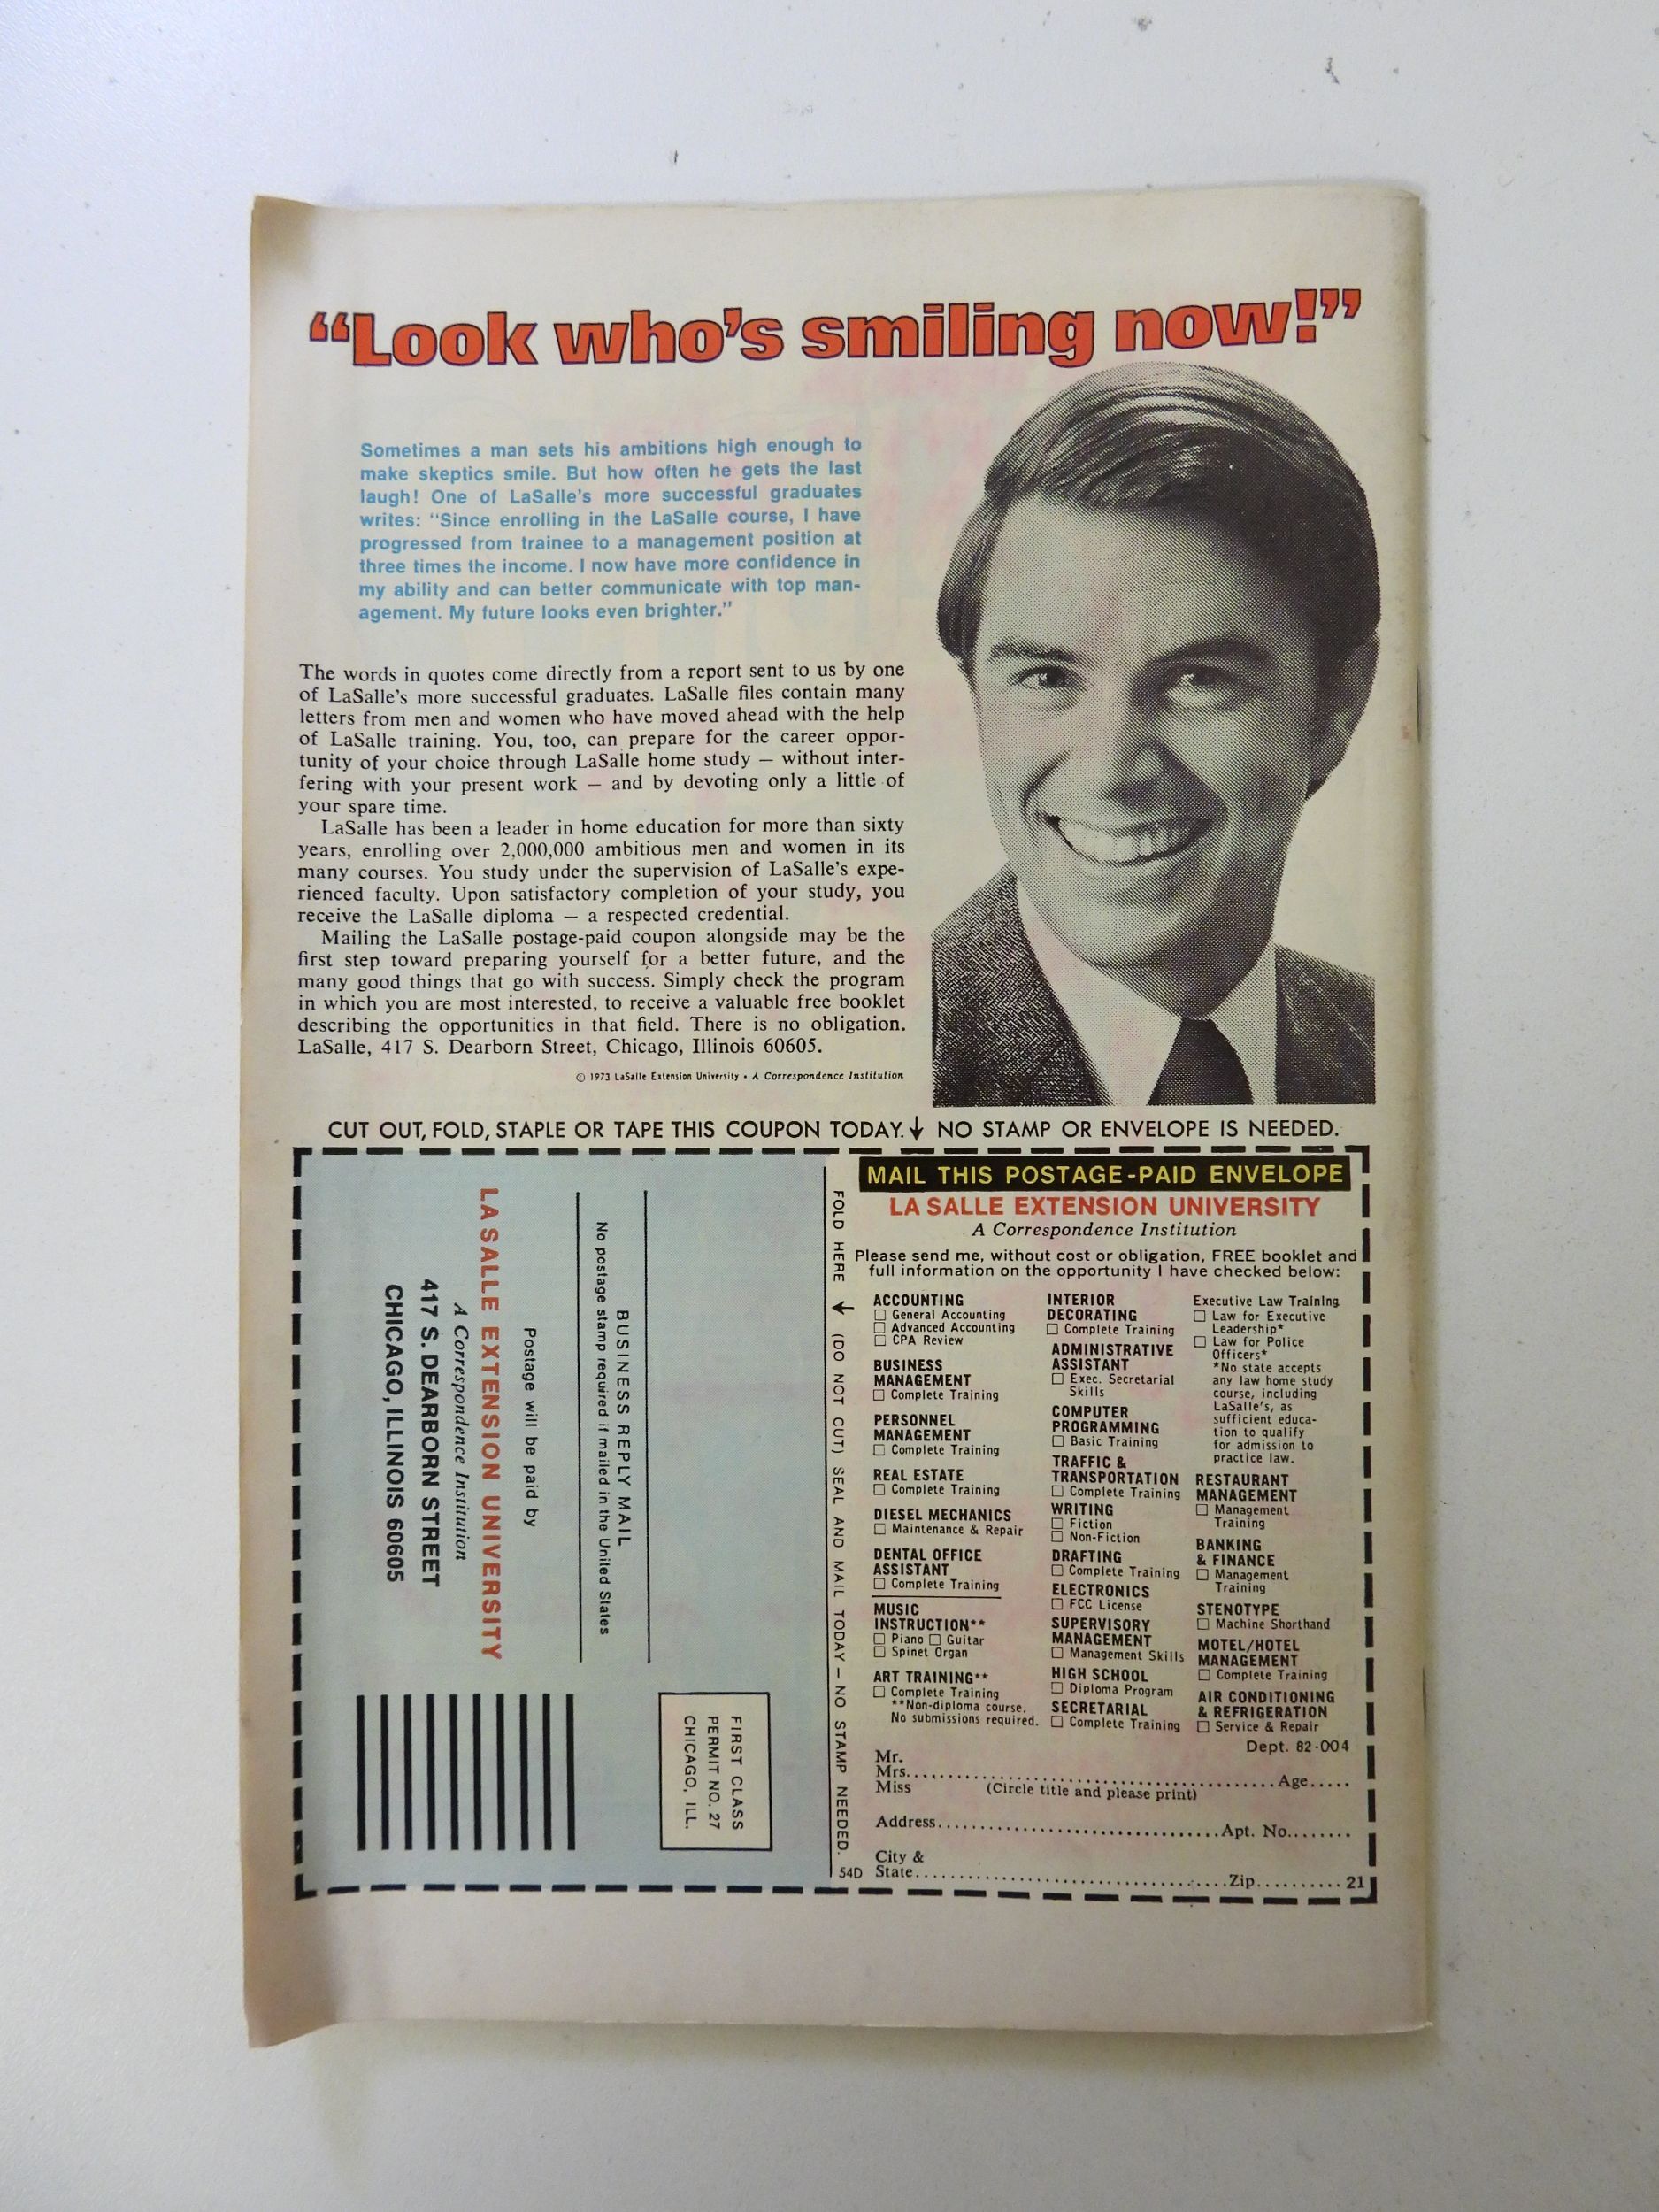 “Look who’s smiling now!”
Sometimes a man sets his ambitions high enough to
make skeptics smile. But how often he gets the last
laugh! One of LaSalle's more successful graduates
writes: "Since enrolling in the LaSalle course, I have
progressed from trainee to a management position at
three times the income. I now have more confidence in
my ability and can better communicate with top man-
agement. My future looks even brighter."
The words in quotes come directly from a report sent to us by one
of LaSalle's more successful graduates. LaSalle files contain many
letters from men and women who have moved ahead with the help
of LaSalle training. You, too, can prepare for the career oppor-
tunity of your choice through LaSalle home study — without inter-
fering with your present work — and by devoting only a little of
your spare time.
LaSalle has been a leader in home education for more than sixty
years, enrolling over 2,000,000 ambitious men and women in its
many courses. You study under the supervision of LaSalle's expe-
rienced faculty. Upon satisfactory completion of your study, you
receive the LaSalle diploma — a respected credential.
Mailing the LaSalle postage-paid coupon alongside may be the
first step toward preparing yourself for a better future, and the
many good things that go with success. Simply check the program
in which you are most interested, to receive a valuable free booklet
describing the opportunities in that field. There is no obligation.
LaSalle, 417 S. Dearborn Street, Chicago, Illinois 60605.
© 1973 LaSalle Extension University • A Correspondence Institution
CUT OUT, FOLD, STAPLE OR TAPE THIS COUPON TODAY. ↓ NO STAMP OR ENVELOPE IS NEEDED.
FIRST CLASS
PERMIT NO. 27
CHICAGO, ILL.
BUSINESS REPLY MAIL
No postage stamp required if mailed in the United States
Postage will be paid by
LA SALLE EXTENSION UNIVERSITY
A Correspondence Institution
417 S. DEARBORN STREET
CHICAGO, ILLINOIS 60605
FOLD HERE ↓ (DO NOT CUT) SEAL AND MAIL TODAY — NO STAMP NEEDED.
MAIL THIS POSTAGE-PAID ENVELOPE
LA SALLE EXTENSION UNIVERSITY
A Correspondence Institution
Please send me, without cost or obligation, FREE booklet and
full information on the opportunity I have checked below:
ACCOUNTING
☐ General Accounting
☐ Advanced Accounting
☐ CPA Review
BUSINESS
MANAGEMENT
☐ Complete Training
PERSONNEL
MANAGEMENT
☐ Complete Training
REAL ESTATE
☐ Complete Training
DIESEL MECHANICS
☐ Maintenance & Repair
DENTAL OFFICE
ASSISTANT
☐ Complete Training
MUSIC
INSTRUCTION**
☐ Piano ☐ Guitar
☐ Spinet Organ
ART TRAINING**
☐ Complete Training
**Non-diploma course.
No submissions required.
INTERIOR
DECORATING
☐ Complete Training
ADMINISTRATIVE
ASSISTANT
☐ Exec. Secretarial
Skills
COMPUTER
PROGRAMMING
☐ Basic Training
TRAFFIC &
TRANSPORTATION
☐ Complete Training
WRITING
☐ Fiction
☐ Non-Fiction
DRAFTING
☐ Complete Training
ELECTRONICS
☐ FCC License
SUPERVISORY
MANAGEMENT
☐ Management Skills
HIGH SCHOOL
☐ Diploma Program
SECRETARIAL
☐ Complete Training
Executive Law Training
☐ Law for Executive
Leadership*
☐ Law for Police
Officers*
*No state accepts
any law home study
course, including
LaSalle's, as
sufficient educa-
tion to qualify
for admission to
practice law.
RESTAURANT
MANAGEMENT
☐ Management
Training
BANKING
& FINANCE
☐ Management
Training
STENOTYPE
☐ Machine Shorthand
MOTEL/HOTEL
MANAGEMENT
☐ Complete Training
AIR CONDITIONING
& REFRIGERATION
☐ Service & Repair
Dept. 82-004
Mr.
Mrs. Age
Miss (Circle title and please print)
Address Apt. No.
City &
54D State Zip 21